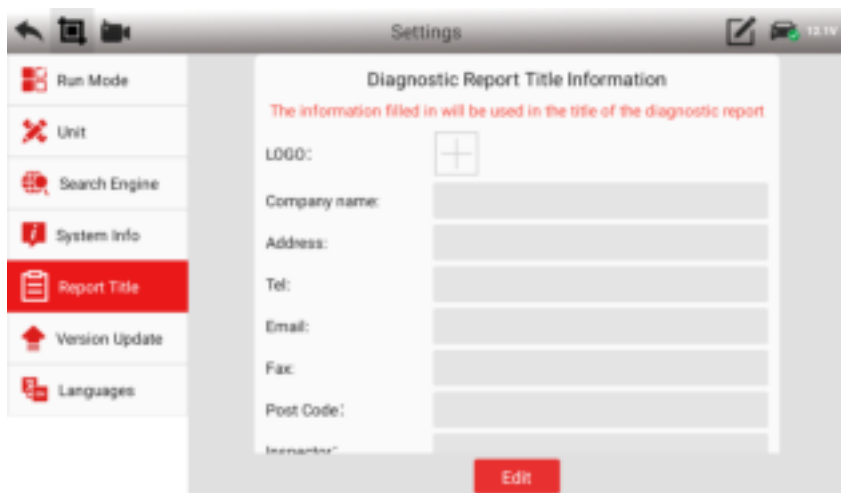 Settings
12.1V
Run Mode
Unit
Search Engine
System Info
Report Title
Version Update
Languages
Diagnostic Report Title Information
The information filled in will be used in the title of the diagnostic report
LOGO:
Company name:
Address:
Tel:
Email:
Fax:
Post Code:
Inspector:
Edit